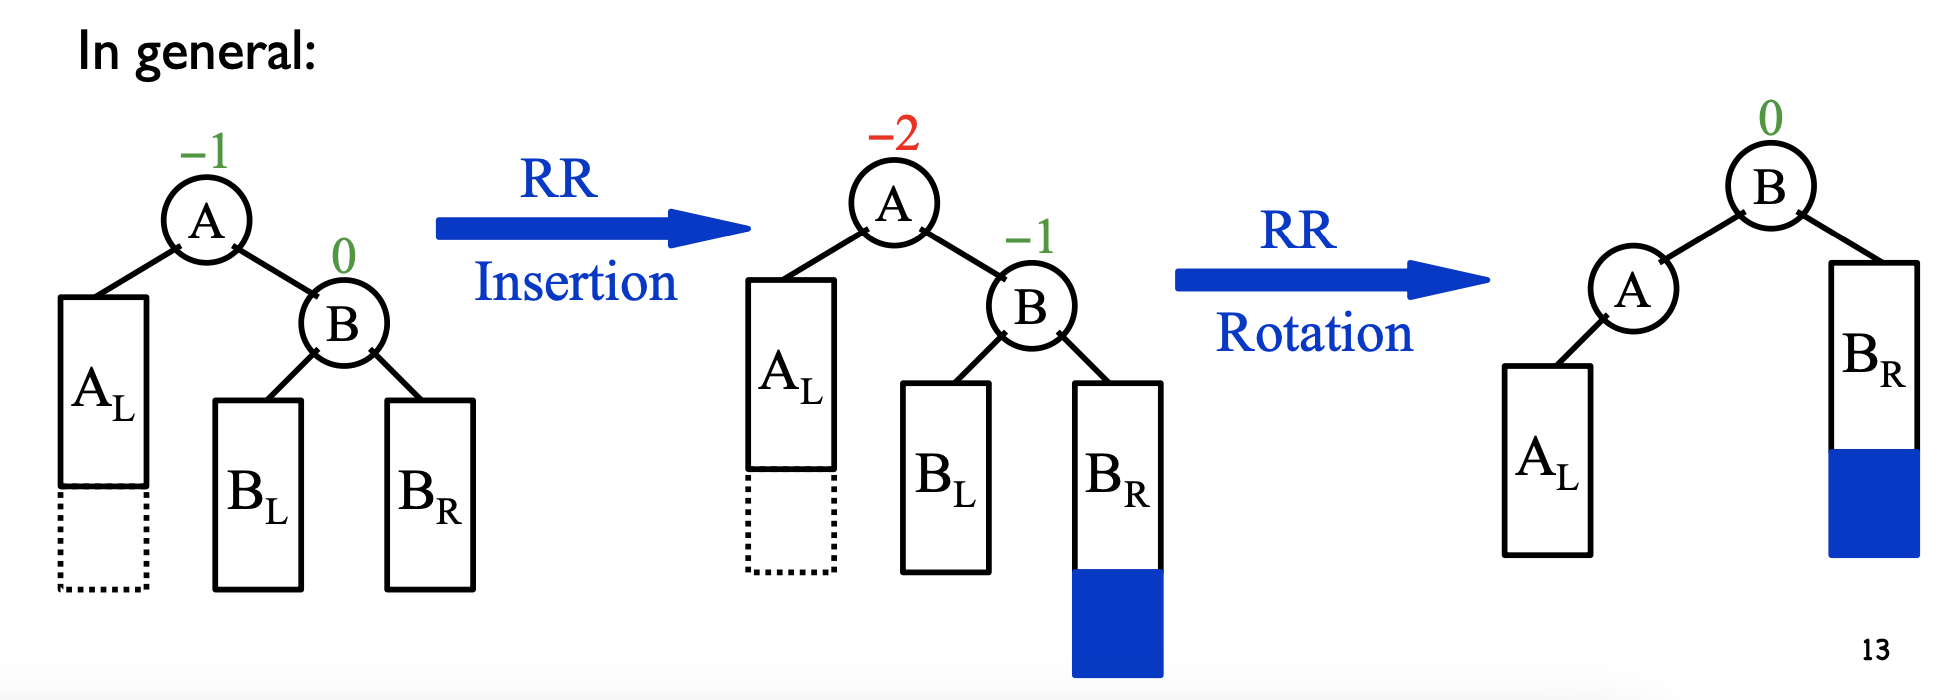 In general:
−1
A
0
B
A_L
B_L
B_R
RR
Insertion
−2
A
−1
B
A_L
B_L
B_R
RR
Rotation
0
B
A
A_L
B_R
13